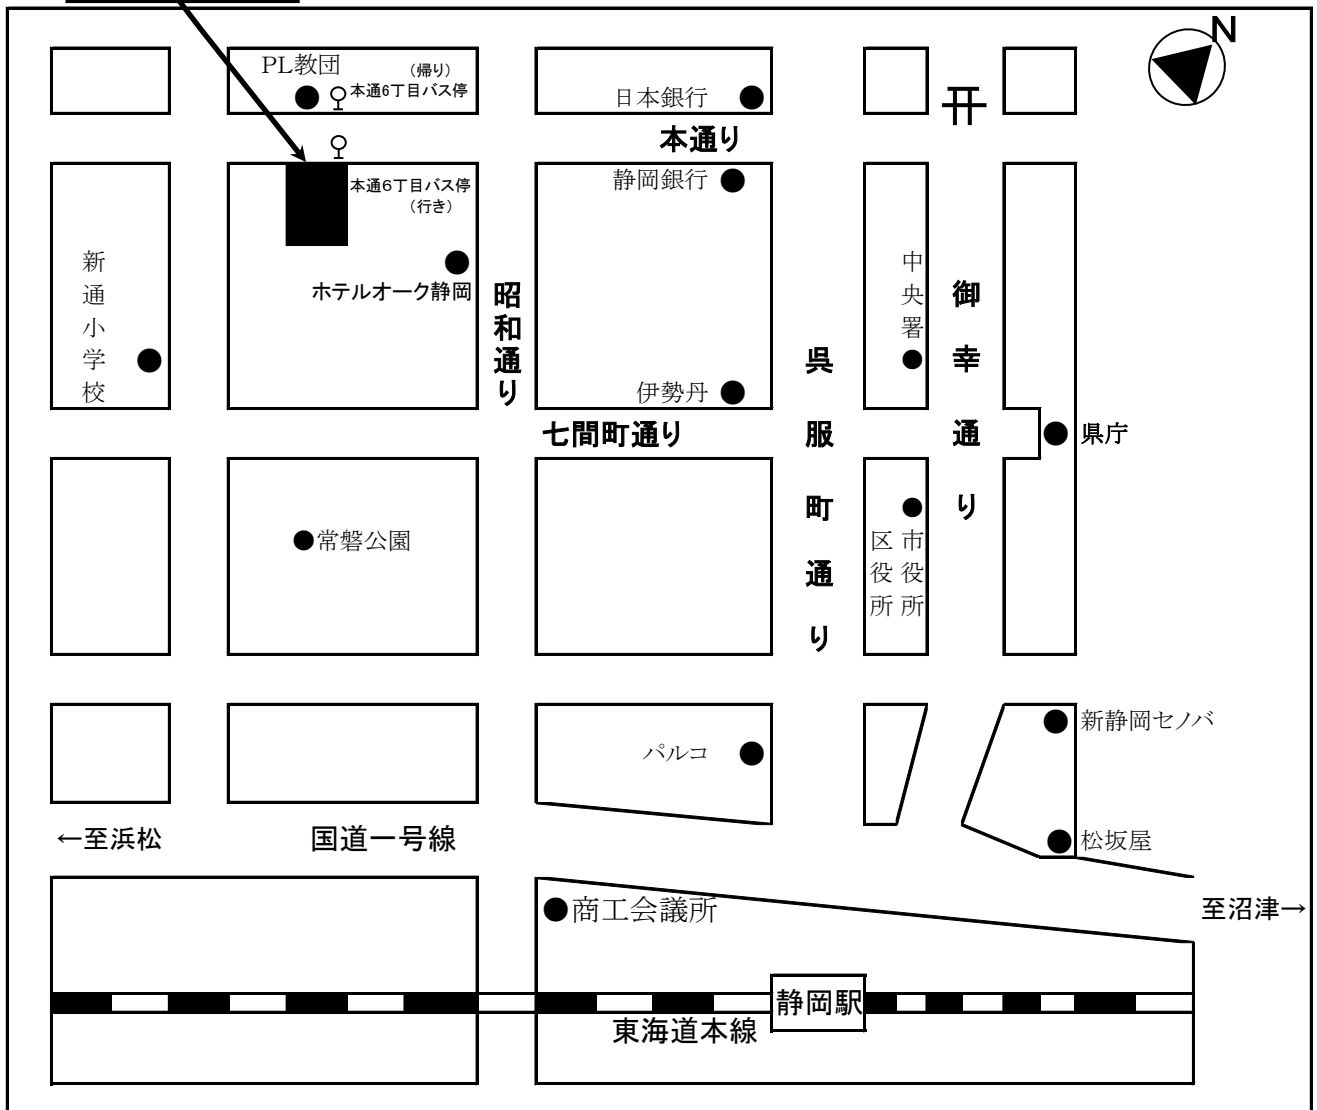 N
PL教団
(帰り)
本通6丁目バス停
日本銀行
本通り
静岡銀行
本通6丁目バス停
(行き)
新通小学校
ホテルオーク静岡
昭和通り
中央署
御幸通り
呉服町通り
伊勢丹
七間町通り
県庁
常磐公園
市役所
区役所
新静岡セノバ
パルコ
←至浜松
国道一号線
松坂屋
商工会議所
至沼津→
静岡駅
東海道本線